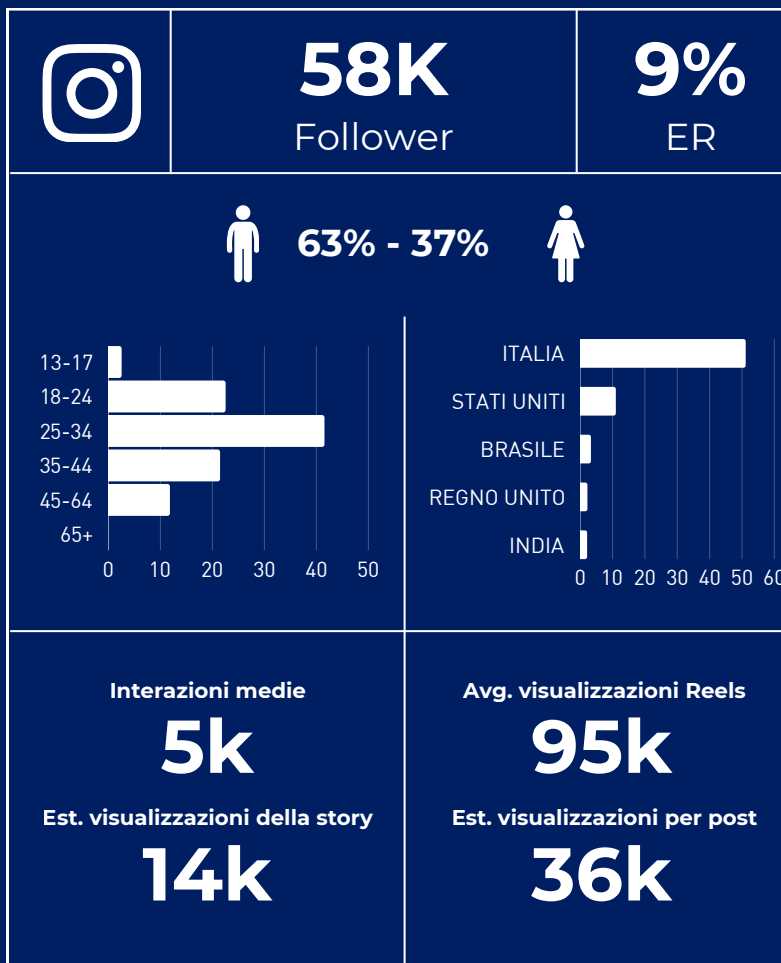 58K
Follower
9%
ER
63% - 37%
13-17
18-24
25-34
35-44
45-64
65+
0 10 20 30 40 50
ITALIA
STATI UNITI
BRASILE
REGNO UNITO
INDIA
0 10 20 30 40 50 60
Interazioni medie
5k
Est. visualizzazioni della story
14k
Avg. visualizzazioni Reels
95k
Est. visualizzazioni per post
36k